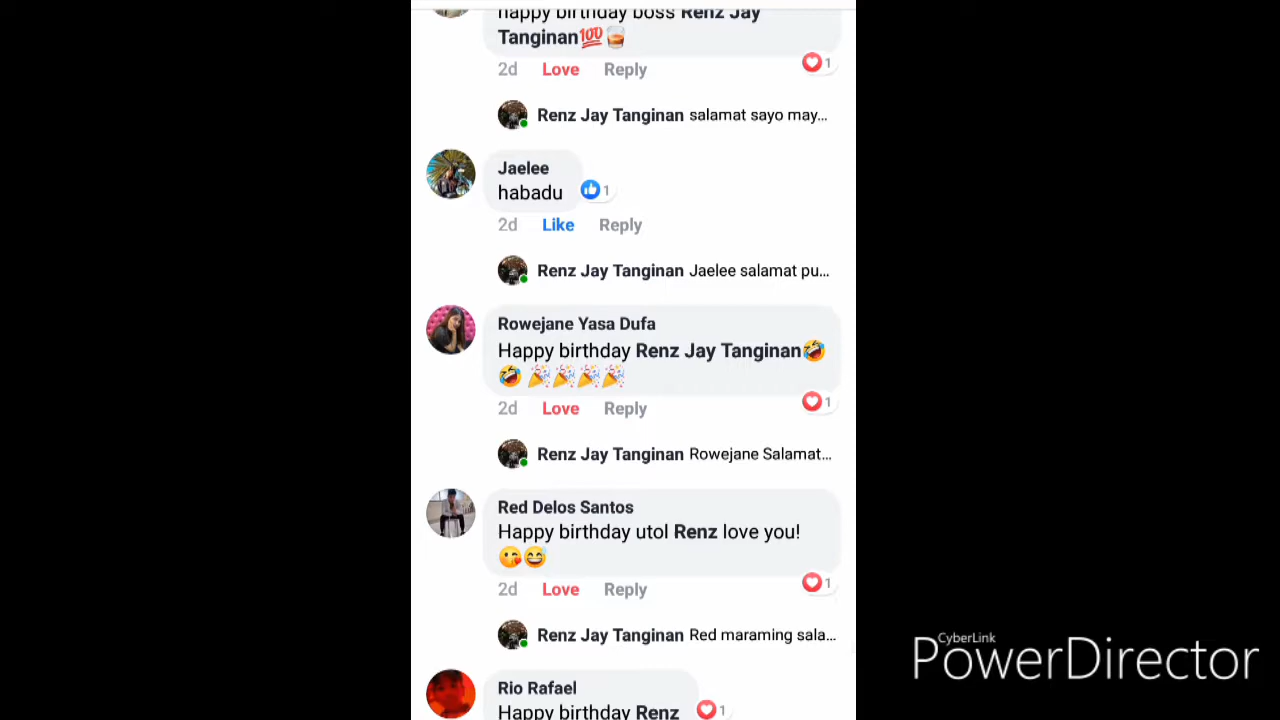 happy birthday boss Renz Jay
Tanginan💯🥃
2d Love Reply 1
Renz Jay Tanginan salamat sayo may...
Jaelee
habadu 1
2d Like Reply
Renz Jay Tanginan Jaelee salamat pu...
Rowejane Yasa Dufa
Happy birthday Renz Jay Tanginan🤣
🤣 🎉🎉🎉🎉
2d Love Reply 1
Renz Jay Tanginan Rowejane Salamat...
Red Delos Santos
Happy birthday utol Renz love you!
😘😅
2d Love Reply 1
Renz Jay Tanginan Red maraming sala...
Rio Rafael
Happy birthday Renz 1
CyberLink
PowerDirector